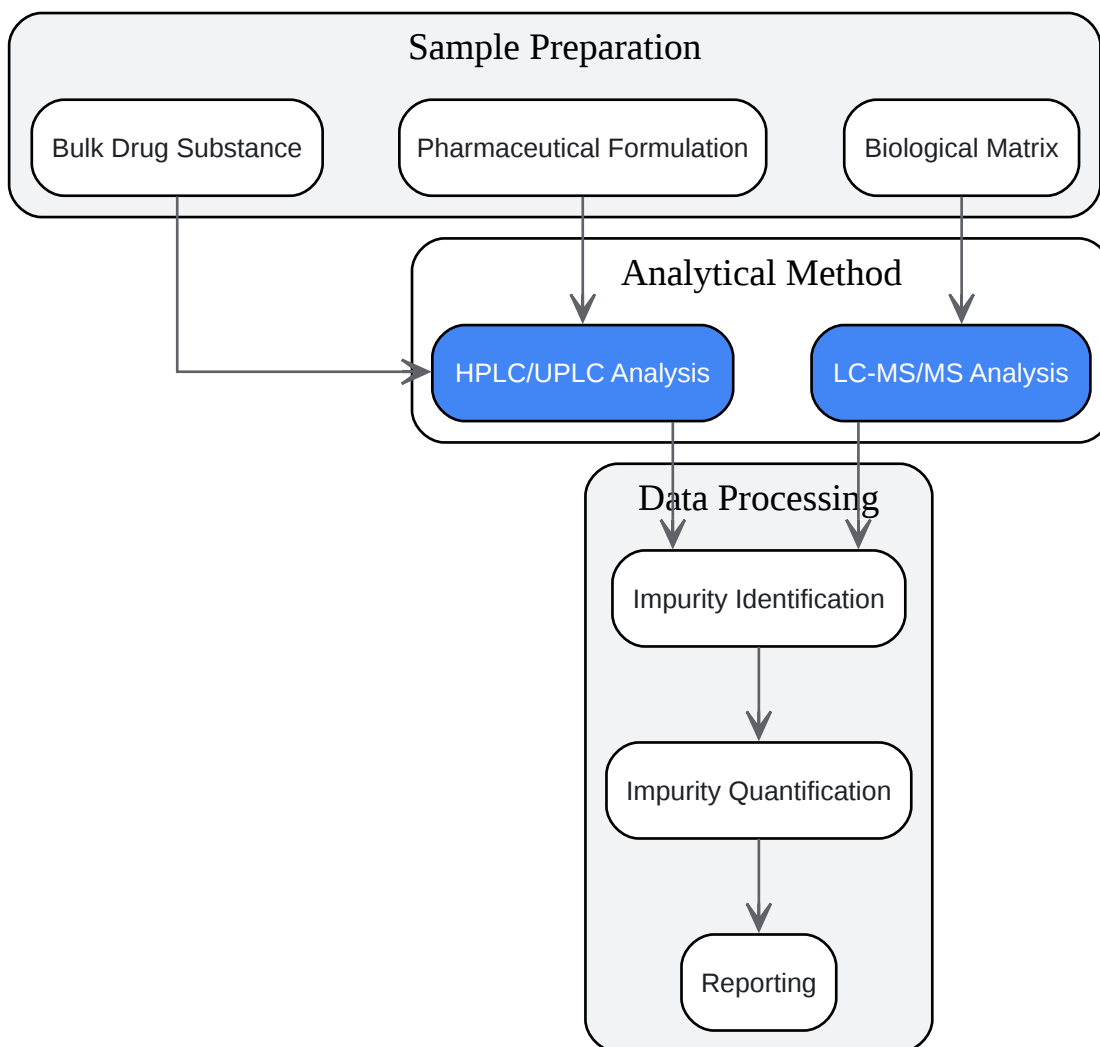 Sample Preparation
Bulk Drug Substance
Pharmaceutical Formulation
Biological Matrix
Analytical Method
HPLC/UPLC Analysis
LC-MS/MS Analysis
Data Processing
Impurity Identification
Impurity Quantification
Reporting